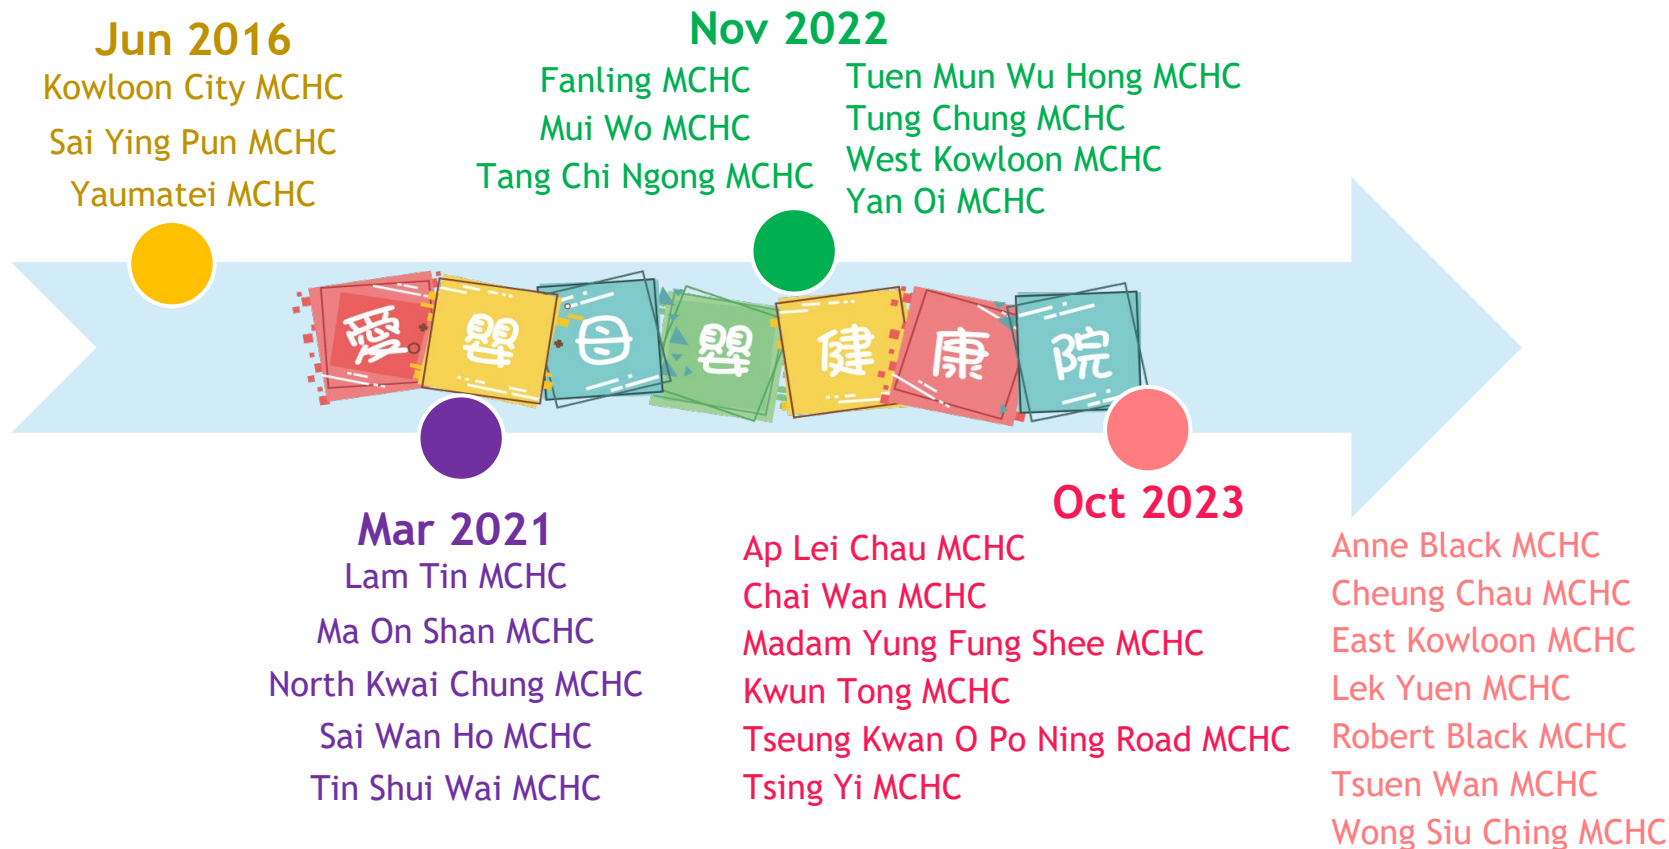 Jun 2016
Kowloon City MCHC
Sai Ying Pun MCHC
Yaumatei MCHC
Nov 2022
Fanling MCHC
Mui Wo MCHC
Tang Chi Ngong MCHC
Tuen Mun Wu Hong MCHC
Tung Chung MCHC
West Kowloon MCHC
Yan Oi MCHC
愛嬰母嬰健康院
Mar 2021
Lam Tin MCHC
Ma On Shan MCHC
North Kwai Chung MCHC
Sai Wan Ho MCHC
Tin Shui Wai MCHC
Oct 2023
Ap Lei Chau MCHC
Chai Wan MCHC
Madam Yung Fung Shee MCHC
Kwun Tong MCHC
Tseung Kwan O Po Ning Road MCHC
Tsing Yi MCHC
Anne Black MCHC
Cheung Chau MCHC
East Kowloon MCHC
Lek Yuen MCHC
Robert Black MCHC
Tsuen Wan MCHC
Wong Siu Ching MCHC